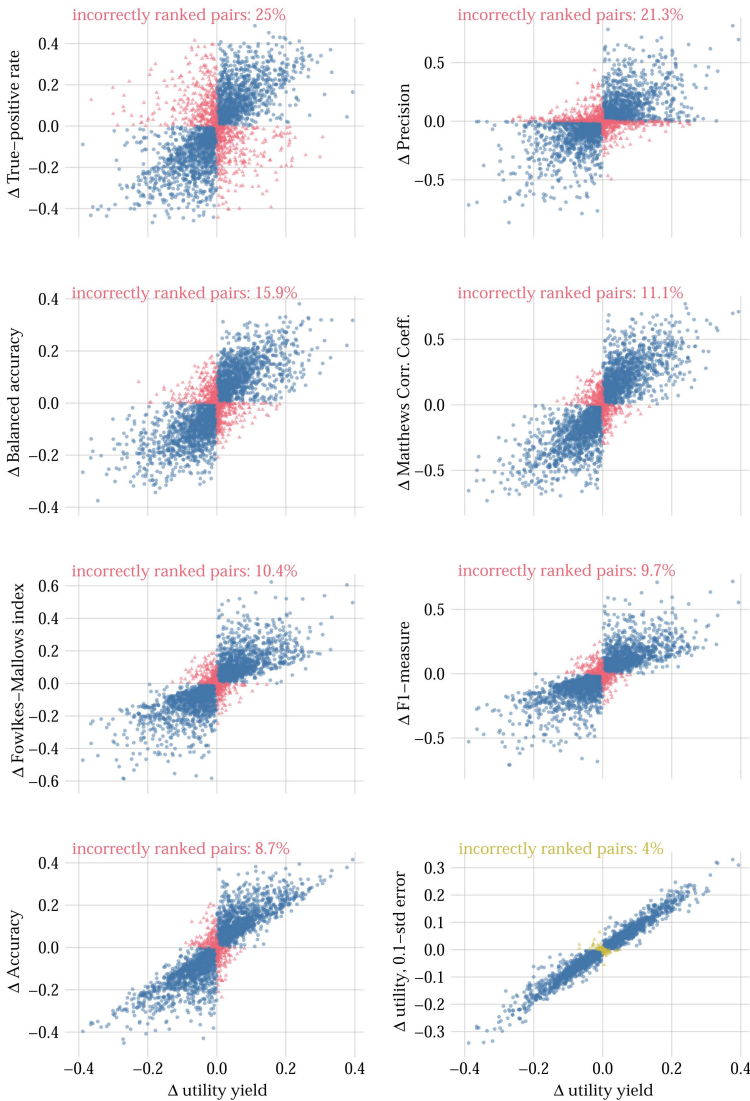 incorrectly ranked pairs: 25%
0.4
0.2
0.0
−0.2
−0.4
Δ True−positive rate
incorrectly ranked pairs: 21.3%
0.5
0.0
−0.5
Δ Precision
incorrectly ranked pairs: 15.9%
0.4
0.2
0.0
−0.2
−0.4
Δ Balanced accuracy
incorrectly ranked pairs: 11.1%
0.5
0.0
−0.5
Δ Matthews Corr. Coeff.
incorrectly ranked pairs: 10.4%
0.6
0.4
0.2
0.0
−0.2
−0.4
−0.6
Δ Fowlkes−Mallows index
incorrectly ranked pairs: 9.7%
0.5
0.0
−0.5
Δ F1−measure
incorrectly ranked pairs: 8.7%
0.4
0.2
0.0
−0.2
−0.4
Δ Accuracy
−0.4 −0.2 0.0 0.2 0.4
Δ utility yield
incorrectly ranked pairs: 4%
0.3
0.2
0.1
0.0
−0.1
−0.2
−0.3
Δ utility, 0.1−std error
−0.4 −0.2 0.0 0.2 0.4
Δ utility yield